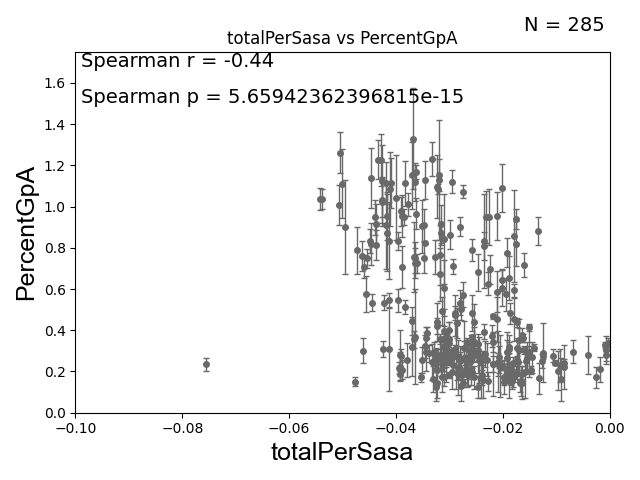 N = 285
totalPerSasa vs PercentGpA
Spearman r = -0.44
Spearman p = 5.65942362396815e-15
PercentGpA
1.6
1.4
1.2
1.0
0.8
0.6
0.4
0.2
0.0
−0.10 −0.08 −0.06 −0.04 −0.02 0.00
totalPerSasa